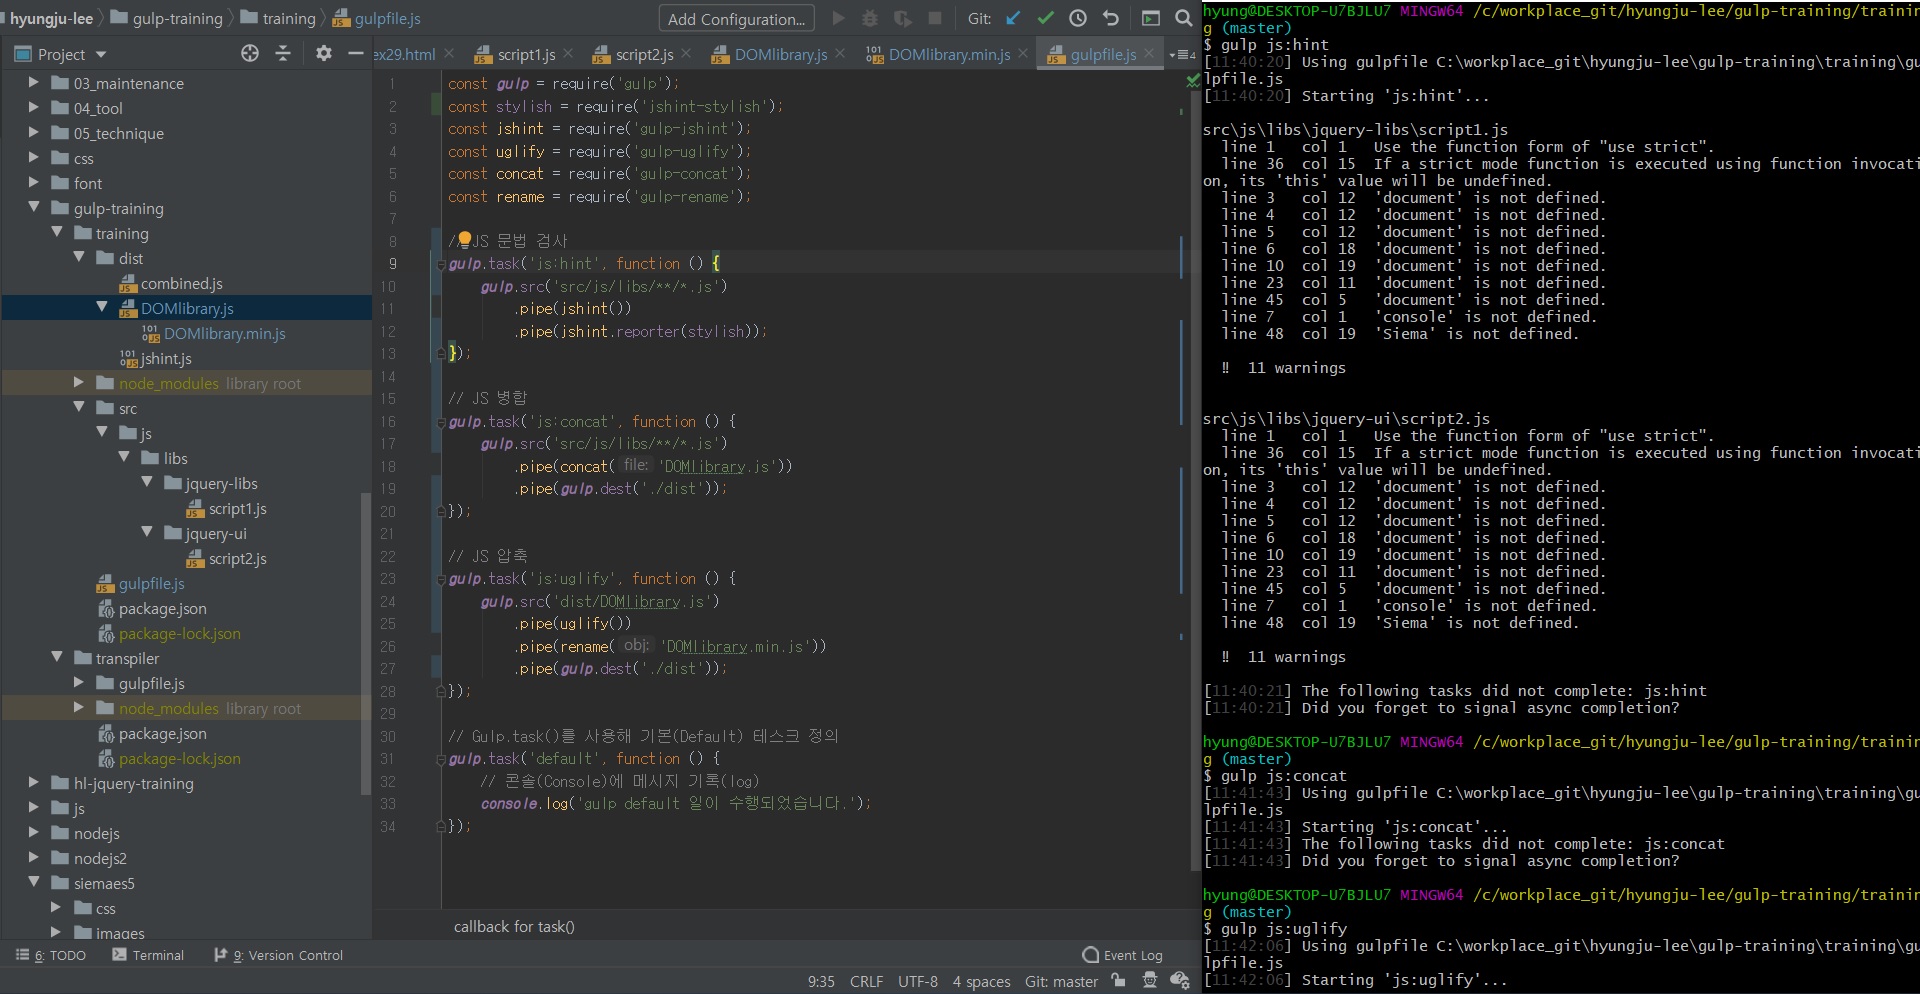 hyungju-lee gulp-training training gulpfile.js Add Configuration... Git:
Project
ex29.html script1.js script2.js DOMlibrary.js DOMlibrary.min.js gulpfile.js 4
03_maintenance
04_tool
05_technique
css
font
gulp-training
training
dist
combined.js
DOMlibrary.js
DOMlibrary.min.js
jshint.js
node_modules library root
src
js
libs
jquery-libs
script1.js
jquery-ui
script2.js
gulpfile.js
package.json
package-lock.json
transpiler
gulpfile.js
node_modules library root
package.json
package-lock.json
hl-jquery-training
js
nodejs
nodejs2
siemaes5
css
images
1 const gulp = require('gulp');
2 const stylish = require('jshint-stylish');
3 const jshint = require('gulp-jshint');
4 const uglify = require('gulp-uglify');
5 const concat = require('gulp-concat');
6 const rename = require('gulp-rename');
7
8 // JS 문법 검사
9 gulp.task('js:hint', function () {
10 gulp.src('src/js/libs/**/*.js')
11 .pipe(jshint())
12 .pipe(jshint.reporter(stylish));
13 });
14
15 // JS 병합
16 gulp.task('js:concat', function () {
17 gulp.src('src/js/libs/**/*.js')
18 .pipe(concat( file: 'DOMlibrary.js'))
19 .pipe(gulp.dest('./dist'));
20 });
21
22 // JS 압축
23 gulp.task('js:uglify', function () {
24 gulp.src('dist/DOMlibrary.js')
25 .pipe(uglify())
26 .pipe(rename( obj: 'DOMlibrary.min.js'))
27 .pipe(gulp.dest('./dist'));
28 });
29
30 // Gulp.task()를 사용해 기본(Default) 테스크 정의
31 gulp.task('default', function () {
32 // 콘솔(Console)에 메시지 기록(log)
33 console.log('gulp default 일이 수행되었습니다.');
34 });
callback for task()
6: TODO Terminal 9: Version Control Event Log
9:35 CRLF UTF-8 4 spaces Git: master
hyung@DESKTOP-U7BJLU7 MINGW64 /c/workplace_git/hyungju-lee/gulp-training/trainin
g (master)
$ gulp js:hint
[11:40:20] Using gulpfile C:\workplace_git\hyungju-lee\gulp-training\training\gu
lpfile.js
[11:40:20] Starting 'js:hint'...
src\js\libs\jquery-libs\script1.js
line 1 col 1 Use the function form of "use strict".
line 36 col 15 If a strict mode function is executed using function invocati
on, its 'this' value will be undefined.
line 3 col 12 'document' is not defined.
line 4 col 12 'document' is not defined.
line 5 col 12 'document' is not defined.
line 6 col 18 'document' is not defined.
line 10 col 19 'document' is not defined.
line 23 col 11 'document' is not defined.
line 45 col 5 'document' is not defined.
line 7 col 1 'console' is not defined.
line 48 col 19 'Siema' is not defined.
‼ 11 warnings
src\js\libs\jquery-ui\script2.js
line 1 col 1 Use the function form of "use strict".
line 36 col 15 If a strict mode function is executed using function invocati
on, its 'this' value will be undefined.
line 3 col 12 'document' is not defined.
line 4 col 12 'document' is not defined.
line 5 col 12 'document' is not defined.
line 6 col 18 'document' is not defined.
line 10 col 19 'document' is not defined.
line 23 col 11 'document' is not defined.
line 45 col 5 'document' is not defined.
line 7 col 1 'console' is not defined.
line 48 col 19 'Siema' is not defined.
‼ 11 warnings
[11:40:21] The following tasks did not complete: js:hint
[11:40:21] Did you forget to signal async completion?
hyung@DESKTOP-U7BJLU7 MINGW64 /c/workplace_git/hyungju-lee/gulp-training/trainin
g (master)
$ gulp js:concat
[11:41:43] Using gulpfile C:\workplace_git\hyungju-lee\gulp-training\training\gu
lpfile.js
[11:41:43] Starting 'js:concat'...
[11:41:43] The following tasks did not complete: js:concat
[11:41:43] Did you forget to signal async completion?
hyung@DESKTOP-U7BJLU7 MINGW64 /c/workplace_git/hyungju-lee/gulp-training/trainin
g (master)
$ gulp js:uglify
[11:42:06] Using gulpfile C:\workplace_git\hyungju-lee\gulp-training\training\gu
lpfile.js
[11:42:06] Starting 'js:uglify'...